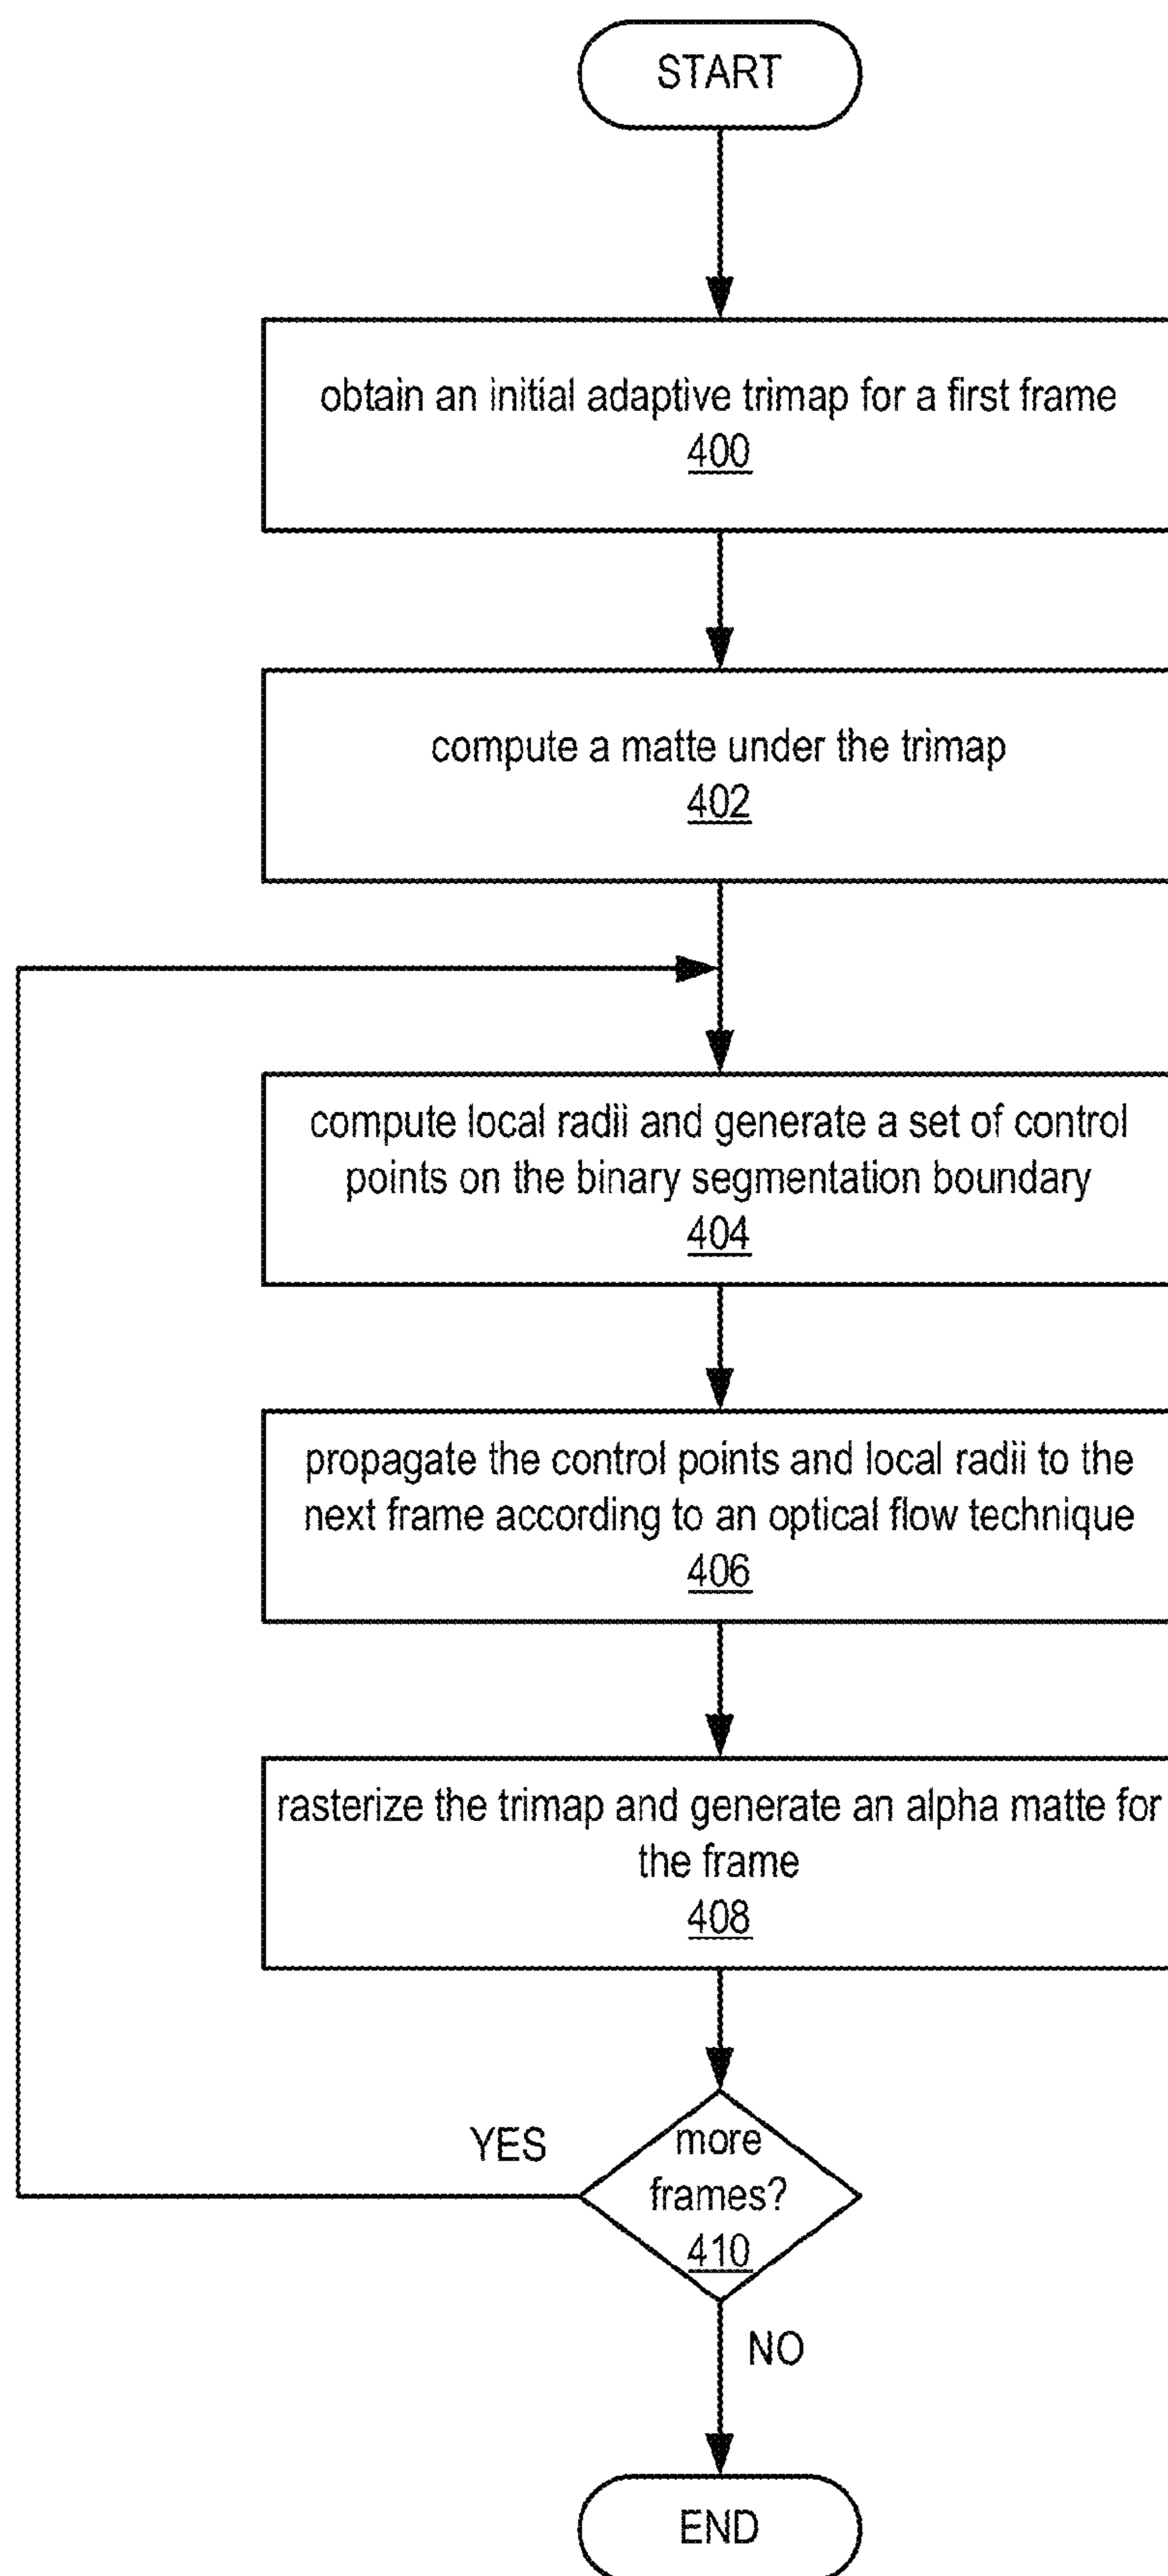 START
obtain an initial adaptive trimap for a first frame
400
compute a matte under the trimap
402
compute local radii and generate a set of control
points on the binary segmentation boundary
404
propagate the control points and local radii to the
next frame according to an optical flow technique
406
rasterize the trimap and generate an alpha matte for
the frame
408
YES
more
frames?
410
NO
END